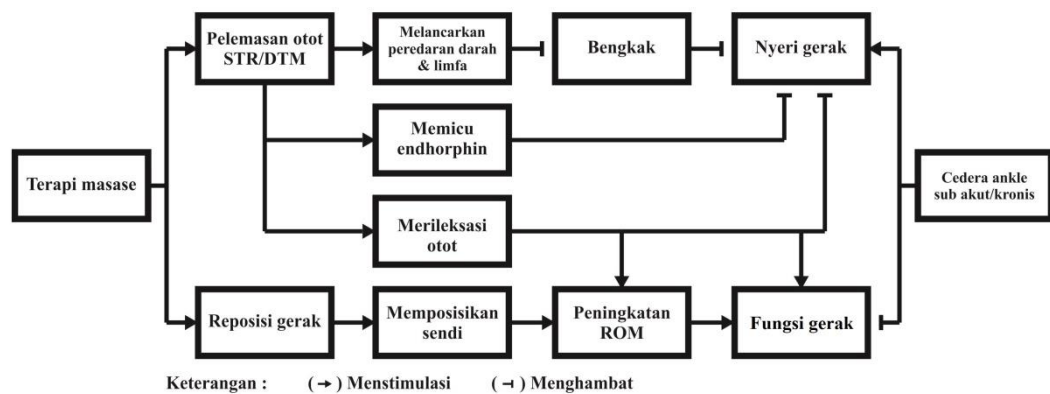 Pelemasan otot
STR/DTM
Melancarkan
peredaran darah
& limfa
Bengkak
Nyeri gerak
Memicu
endhorphin
Terapi masase
Cedera ankle
sub akut/kronis
Merileksasi
otot
Reposisi gerak
Memposisikan
sendi
Peningkatan
ROM
Fungsi gerak
Keterangan : (→) Menstimulasi (⊣) Menghambat